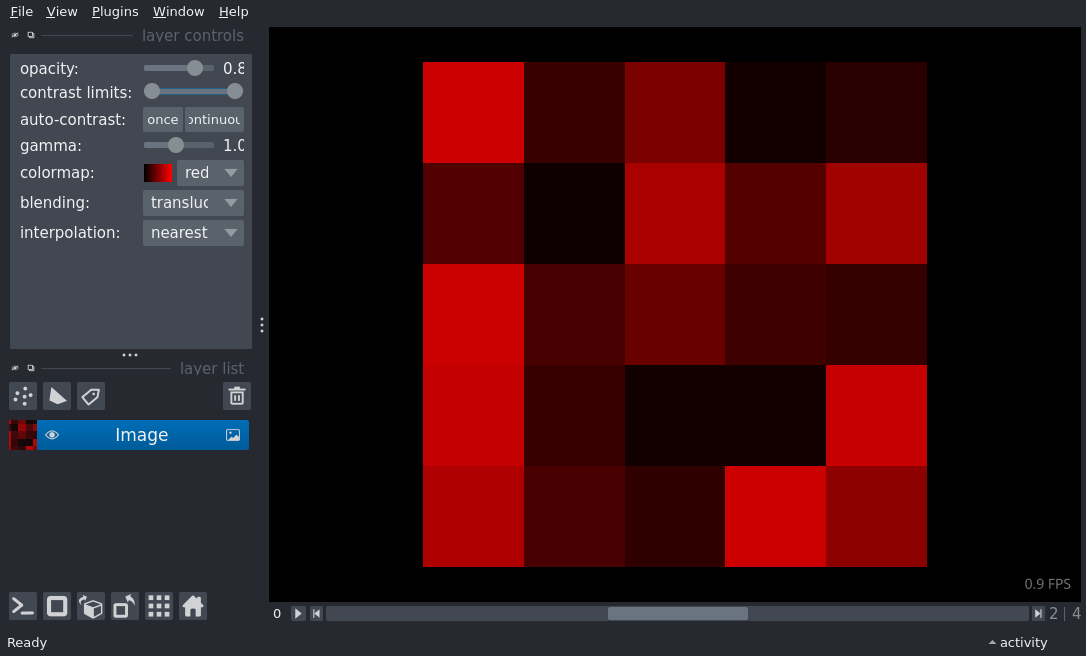 File View Plugins Window Help
layer controls
opacity: 0.8
contrast limits:
auto-contrast: once ontinuou
gamma: 1.0
colormap: red
blending: transluc
interpolation: nearest
layer list
Image
0.9 FPS
0 2 | 4
Ready activity